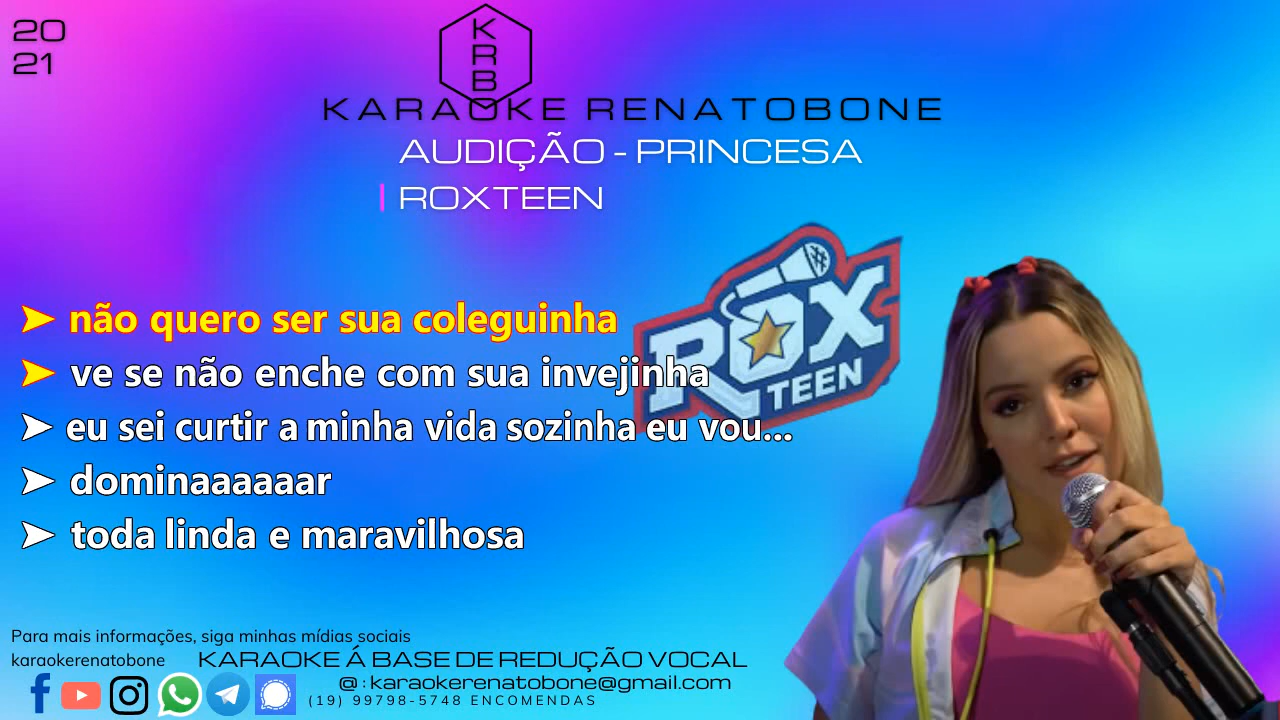 20
21
K
R
B
KARAOKE RENATOBONE
AUDIÇÃO - PRINCESA
ROXTEEN
ROX
TEEN
➤ não quero ser sua coleguinha
➤ ve se não enche com sua invejinha
➤ eu sei curtir a minha vida sozinha eu vou...
➤ dominaaaaaar
➤ toda linda e maravilhosa
Para mais informações, siga minhas mídias sociais
karaokerenatobone
KARAOKE Á BASE DE REDUÇÃO VOCAL
@ : karaokerenatobone@gmail.com
(19) 99798-5748 ENCOMENDAS